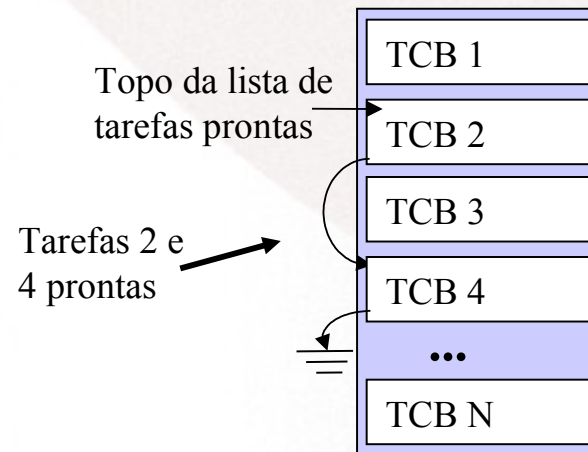 TCB 1
Topo da lista de
tarefas prontas
TCB 2
TCB 3
Tarefas 2 e
4 prontas
TCB 4
...
TCB N